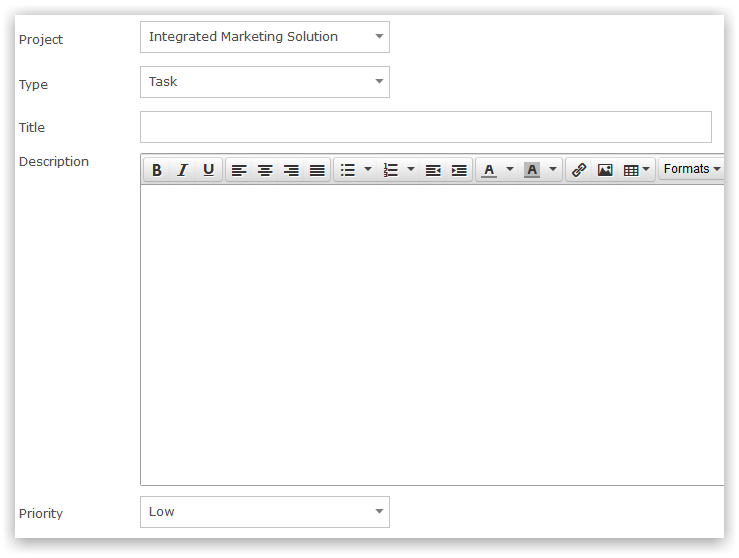 Project Integrated Marketing Solution
Type Task
Title
Description
B I U A A Formats
Priority Low